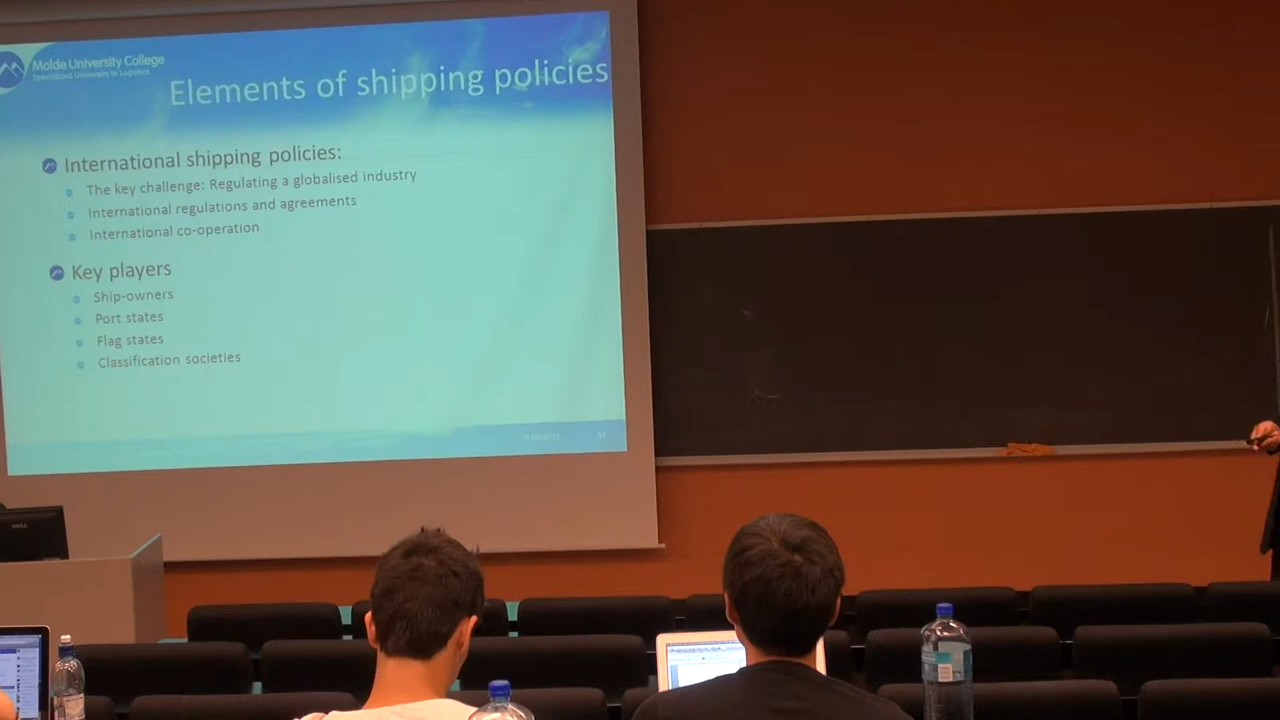 Molde University College
Specialized University in Logistics
Elements of shipping policies
International shipping policies:
The key challenge: Regulating a globalised industry
International regulations and agreements
International co-operation
Key players
Ship-owners
Port states
Flag states
Classification societies
DELL